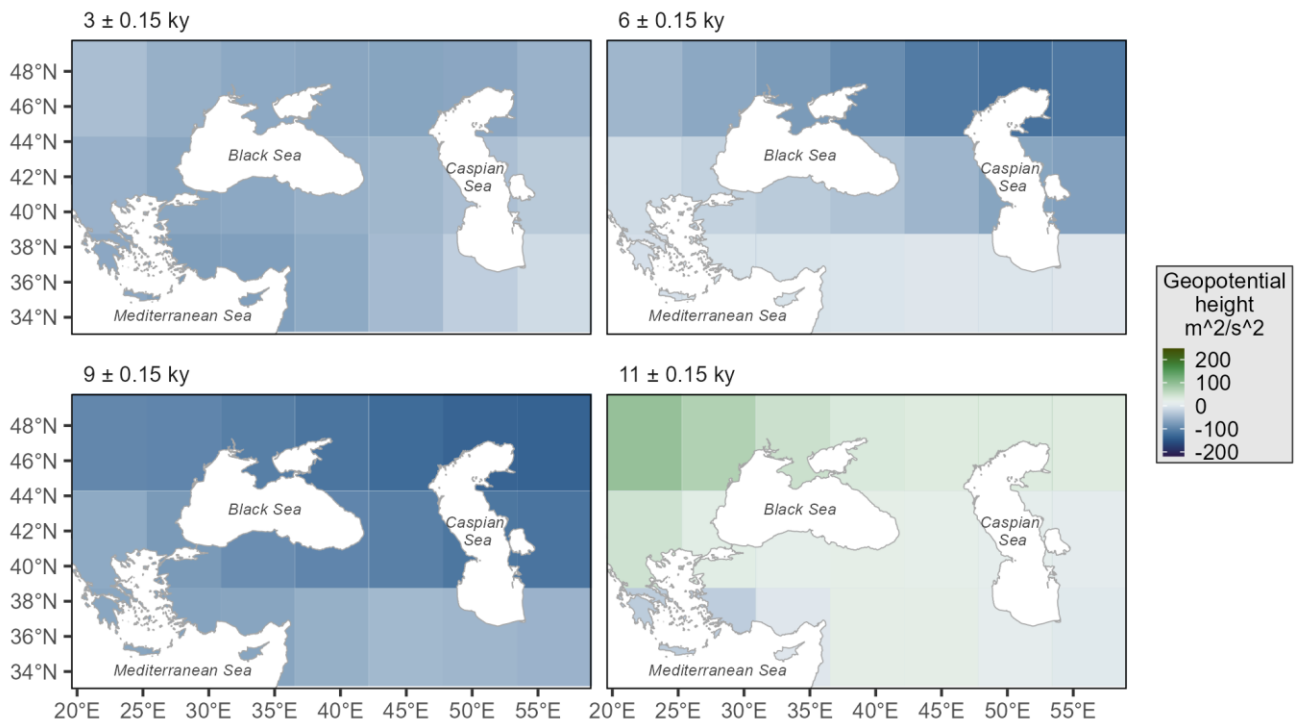 3 ± 0.15 ky
6 ± 0.15 ky
48°N
46°N
44°N
42°N
40°N
38°N
36°N
34°N
Black Sea
Caspian
Sea
Mediterranean Sea
Black Sea
Caspian
Sea
Mediterranean Sea
9 ± 0.15 ky
11 ± 0.15 ky
48°N
46°N
44°N
42°N
40°N
38°N
36°N
34°N
Black Sea
Caspian
Sea
Mediterranean Sea
Black Sea
Caspian
Sea
Mediterranean Sea
20°E 25°E 30°E 35°E 40°E 45°E 50°E 55°E
20°E 25°E 30°E 35°E 40°E 45°E 50°E 55°E
Geopotential
height
m^2/s^2
200
100
0
-100
-200